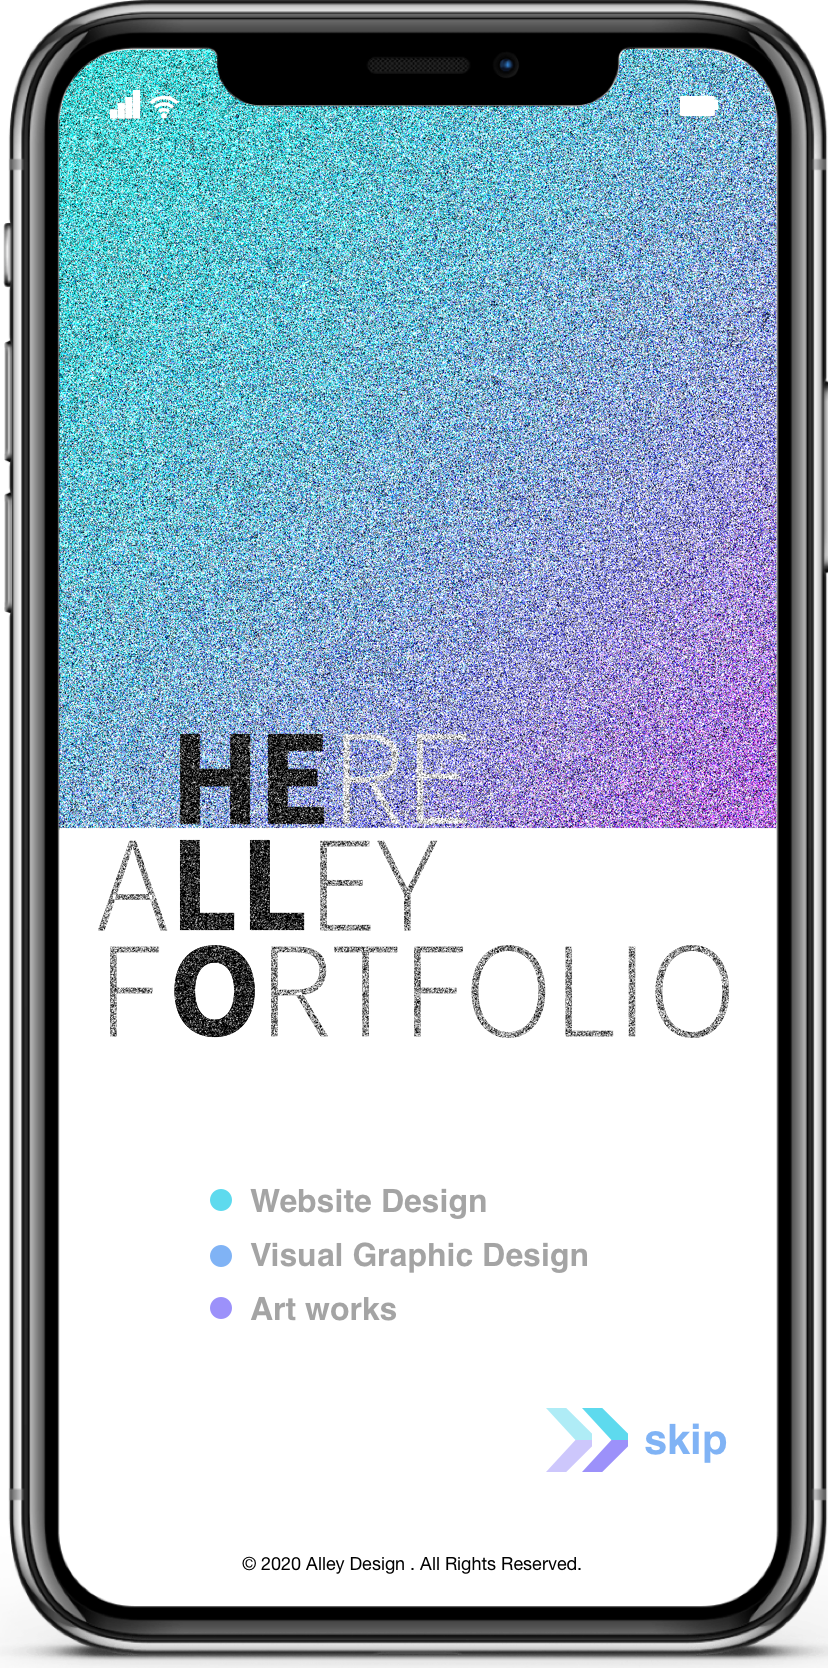 HERE
ALLEY
FORTFOLIO
Website Design
Visual Graphic Design
Art works
skip
© 2020 Alley Design . All Rights Reserved.